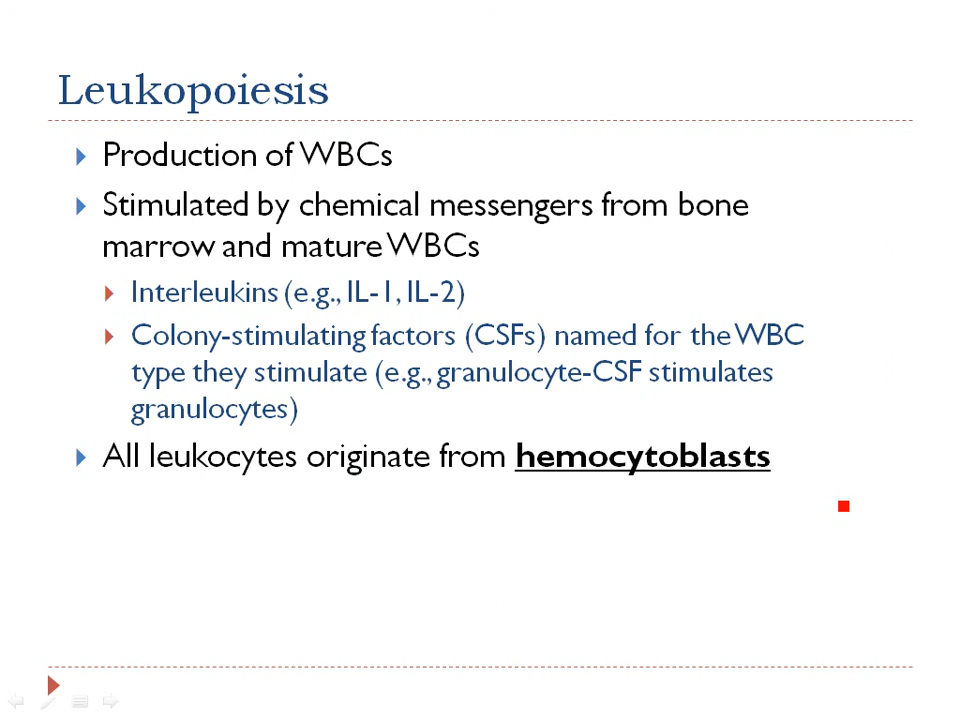 Leukopoiesis
Production of WBCs
Stimulated by chemical messengers from bone
marrow and mature WBCs
Interleukins (e.g., IL-1, IL-2)
Colony-stimulating factors (CSFs) named for the WBC
type they stimulate (e.g., granulocyte-CSF stimulates
granulocytes)
All leukocytes originate from hemocytoblasts